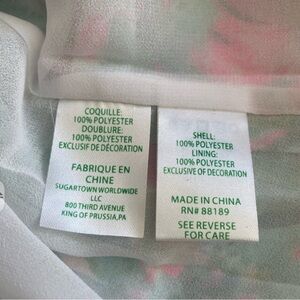 COQUILLE:
100% POLYESTER
DOUBLURE:
100% POLYESTER
EXCLUSIF DE DÉCORATION
FABRIQUE EN
CHINE
SUGARTOWN WORLDWIDE
LLC
800 THIRD AVENUE
KING OF PRUSSIA,PA
SHELL:
100% POLYESTER
LINING:
100% POLYESTER
EXCLUSIVE OF DECORATION
MADE IN CHINA
RN# 88189
SEE REVERSE
FOR CARE